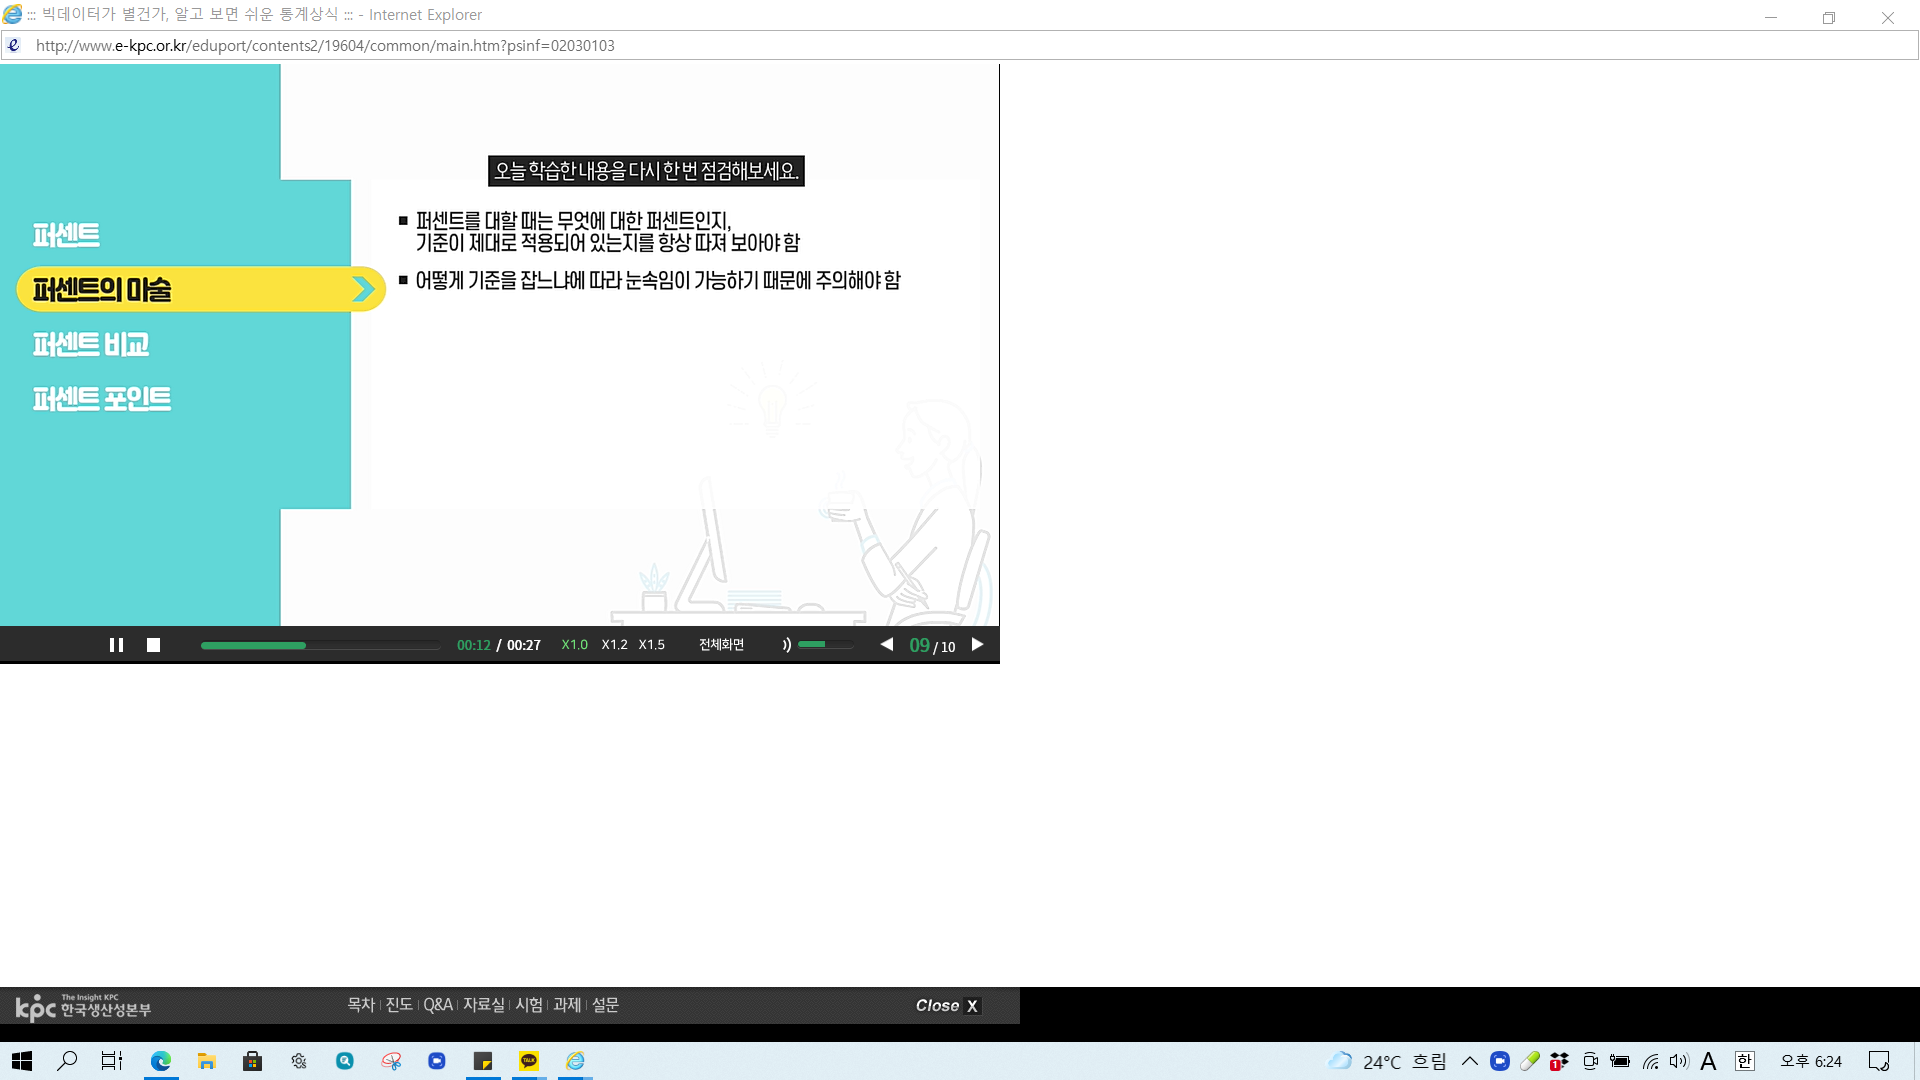 ::: 빅데이터가 별건가, 알고 보면 쉬운 통계상식 ::: - Internet Explorer
http://www.e-kpc.or.kr/eduport/contents2/19604/common/main.htm?psinf=02030103
오늘 학습한 내용을 다시 한 번 점검해보세요.
퍼센트
퍼센트의 마술
퍼센트 비교
퍼센트 포인트
■ 퍼센트를 대할 때는 무엇에 대한 퍼센트인지,
기준이 제대로 적용되어 있는지를 항상 따져 보아야 함
■ 어떻게 기준을 잡느냐에 따라 눈속임이 가능하기 때문에 주의해야 함
00:12 / 00:27 X1.0 X1.2 X1.5 전체화면 09 / 10
The Insight KPC
kpc 한국생산성본부
목차 | 진도 | Q&A | 자료실 | 시험 | 과제 | 설문
Close X
TALK
24°C 흐림 1 A 한 오후 6:24